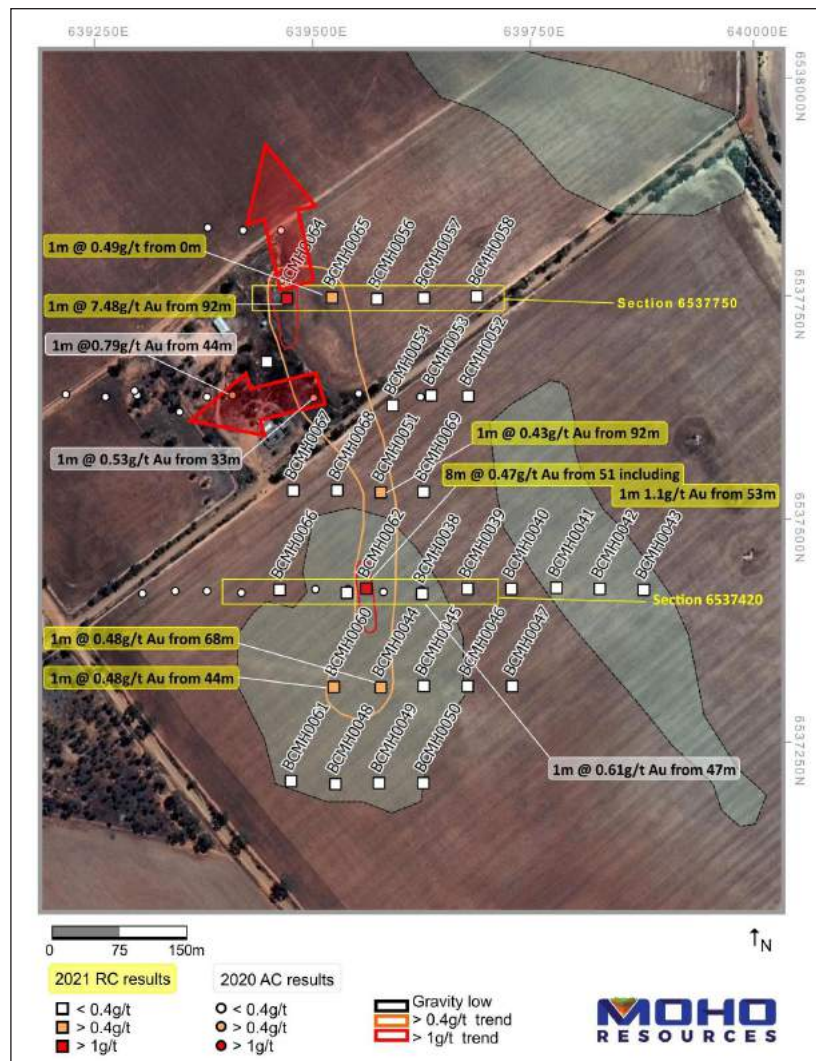 639250E
639500E
639750E
640000E
6538000N
BCMH0064
BCMH0065
BCMH0056
BCMH0057
BCMH0058
1m @ 0.49g/t from 0m
1m @ 7.48g/t Au from 92m
Section 6537750
6537750N
1m @0.79g/t Au from 44m
BCMH0054
BCMH0053
BCMH0052
1m @ 0.53g/t Au from 33m
BCMH0067
BCMH0068
BCMH0051
BCMH0069
1m @ 0.43g/t Au from 92m
8m @ 0.47g/t Au from 51 including
1m 1.1g/t Au from 53m
6537500N
BCMH0066
BCMH0062
BCMH0038
BCMH0039
BCMH0040
BCMH0041
BCMH0042
BCMH0043
Section 6537420
1m @ 0.48g/t Au from 68m
1m @ 0.48g/t Au from 44m
BCMH0060
BCMH0044
BCMH0045
BCMH0046
BCMH0047
BCMH0061
BCMH0048
BCMH0049
BCMH0050
1m @ 0.61g/t Au from 47m
6537250N
0 75 150m
↑N
2021 RC results
< 0.4g/t
> 0.4g/t
> 1g/t
2020 AC results
< 0.4g/t
> 0.4g/t
> 1g/t
Gravity low
> 0.4g/t trend
> 1g/t trend
MOHO
RESOURCES